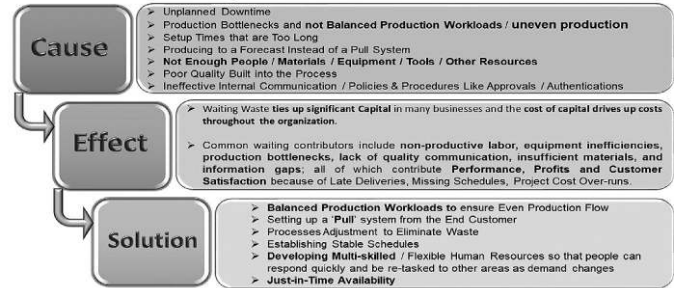 Cause
Unplanned Downtime
Production Bottlenecks and not Balanced Production Workloads / uneven production
Setup Times that are Too Long
Producing to a Forecast Instead of a Pull System
Not Enough People / Materials / Equipment / Tools / Other Resources
Poor Quality Built into the Process
Ineffective Internal Communication / Policies & Procedures Like Approvals / Authentications
Effect
Waiting Waste ties up significant Capital in many businesses and the cost of capital drives up costs
throughout the organization.
Common waiting contributors include non-productive labor, equipment inefficiencies,
production bottlenecks, lack of quality communication, insufficient materials, and
information gaps; all of which contribute Performance, Profits and Customer
Satisfaction because of Late Deliveries, Missing Schedules, Project Cost Over-runs.
Solution
Balanced Production Workloads to ensure Even Production Flow
Setting up a 'Pull' system from the End Customer
Processes Adjustment to Eliminate Waste
Establishing Stable Schedules
Developing Multi-skilled / Flexible Human Resources so that people can
respond quickly and be re-tasked to other areas as demand changes
Just-in-Time Availability